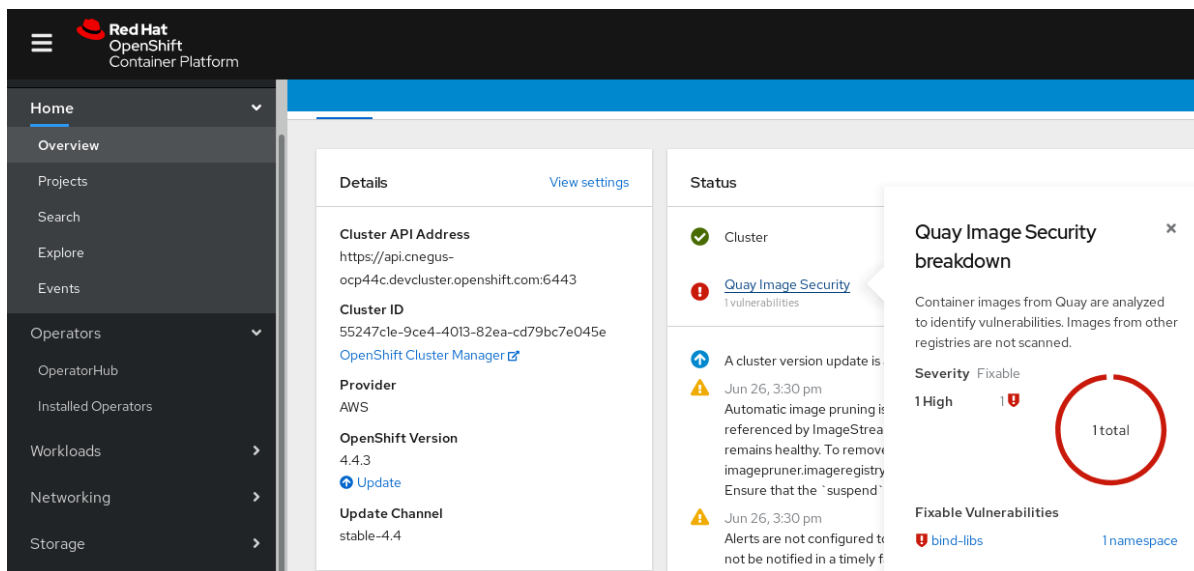 Red Hat
OpenShift
Container Platform
Home
Overview
Projects
Search
Explore
Events
Operators
OperatorHub
Installed Operators
Workloads
Networking
Storage
Details
View settings
Cluster API Address
https://api.cnegus-
ocp44c.devcluster.openshift.com:6443
Cluster ID
55247c1e-9ce4-4013-82ea-cd79bc7e045e
OpenShift Cluster Manager
Provider
AWS
OpenShift Version
4.4.3
Update
Update Channel
stable-4.4
Status
Cluster
Quay Image Security
1 vulnerabilities
A cluster version update is
Jun 26, 3:30 pm
Automatic image pruning is
referenced by ImageStrea
remains healthy. To remove
imagepruner.imageregistry
Ensure that the `suspend`
Jun 26, 3:30 pm
Alerts are not configured to
not be notified in a timely f
Quay Image Security
breakdown
Container images from Quay are analyzed
to identify vulnerabilities. Images from other
registries are not scanned.
Severity Fixable
1 High 1
1 total
Fixable Vulnerabilities
bind-libs 1 namespace